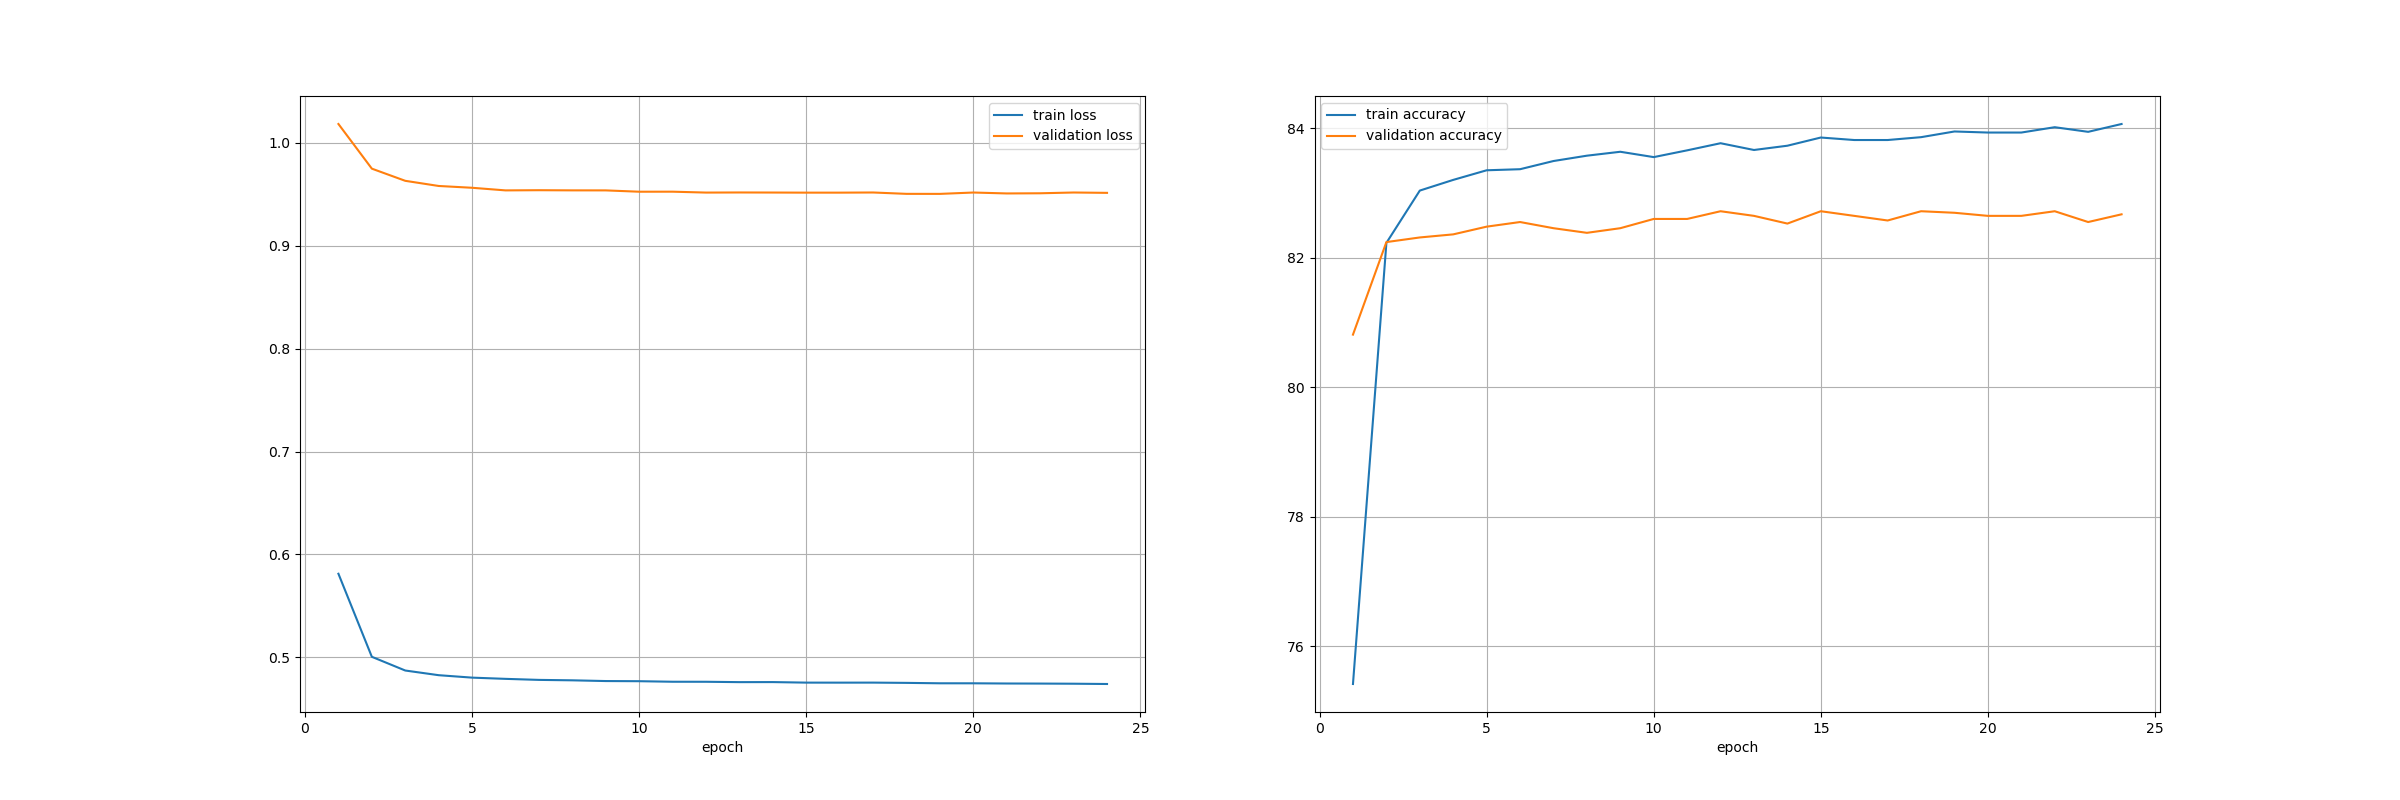 train loss
validation loss
1.0
0.9
0.8
0.7
0.6
0.5
0 5 10 15 20 25
epoch
train accuracy
validation accuracy
84
82
80
78
76
0 5 10 15 20 25
epoch